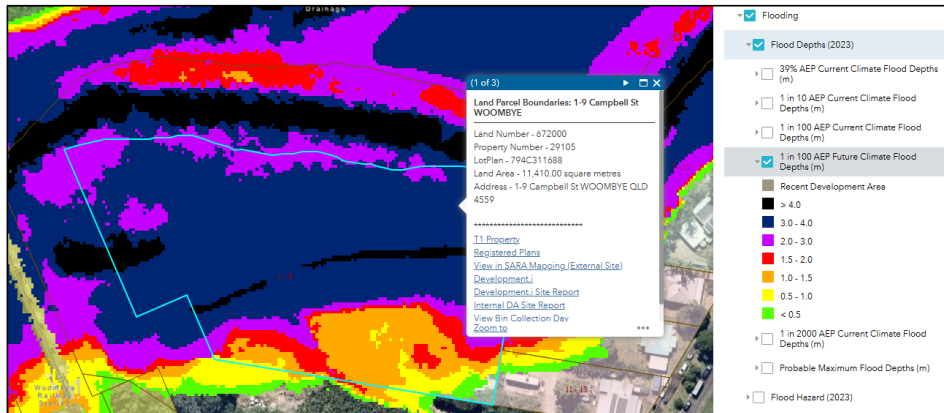 Drainage
(1 of 3)
Land Parcel Boundaries: 1-9 Campbell St
WOOMBYE
Land Number - 672000
Property Number - 29105
LotPlan - 794C311688
Land Area - 11,410.00 square metres
Address - 1-9 Campbell St WOOMBYE QLD
4559
***************************
T1 Property
Registered Plans
View in SARA Mapping (External Site)
Development.i
Development.i Site Report
Internal DA Site Report
View Bin Collection Day
Zoom to
•••
11-13
Woombye
Railway
Flooding
Flood Depths (2023)
39% AEP Current Climate Flood Depths
(m)
1 in 10 AEP Current Climate Flood
Depths (m)
1 in 100 AEP Current Climate Flood
Depths (m)
1 in 100 AEP Future Climate Flood
Depths (m)
Recent Development Area
> 4.0
3.0 - 4.0
2.0 - 3.0
1.5 - 2.0
1.0 - 1.5
0.5 - 1.0
< 0.5
1 in 2000 AEP Current Climate Flood
Depths (m)
Probable Maximum Flood Depths (m)
Flood Hazard (2023)